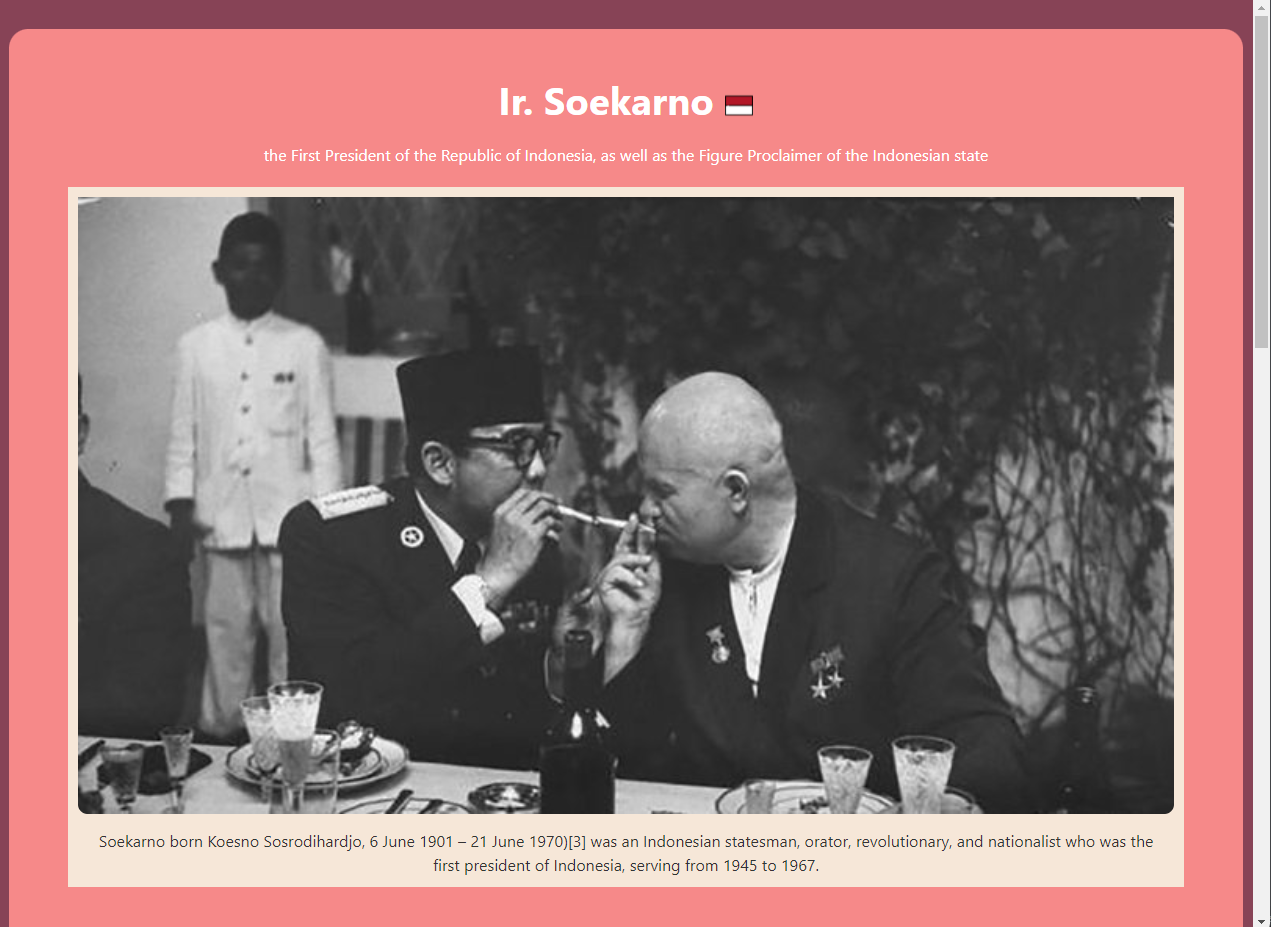 Ir. Soekarno 🇮🇩
the First President of the Republic of Indonesia, as well as the Figure Proclaimer of the Indonesian state
Soekarno born Koesno Sosrodihardjo, 6 June 1901 – 21 June 1970)[3] was an Indonesian statesman, orator, revolutionary, and nationalist who was the
first president of Indonesia, serving from 1945 to 1967.